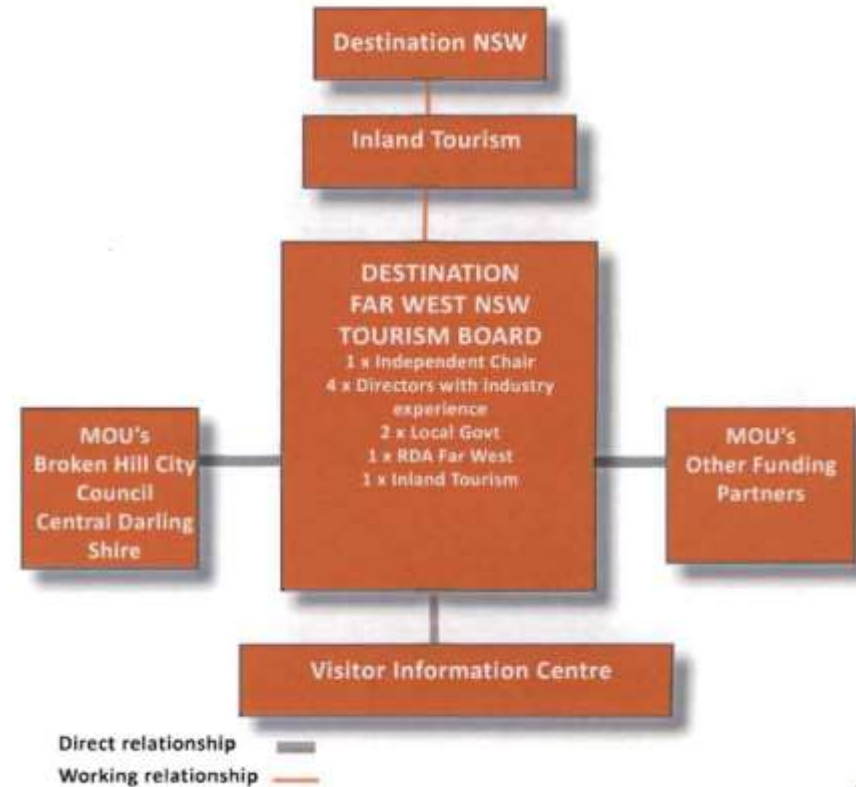 Destination NSW
Inland Tourism
DESTINATION
FAR WEST NSW
TOURISM BOARD
1 x Independent Chair
4 x Directors with industry
experience
2 x Local Govt
1 x RDA Far West
1 x Inland Tourism
MOU's
Broken Hill City
Council
Central Darling
Shire
MOU's
Other Funding
Partners
Visitor Information Centre
Direct relationship
Working relationship